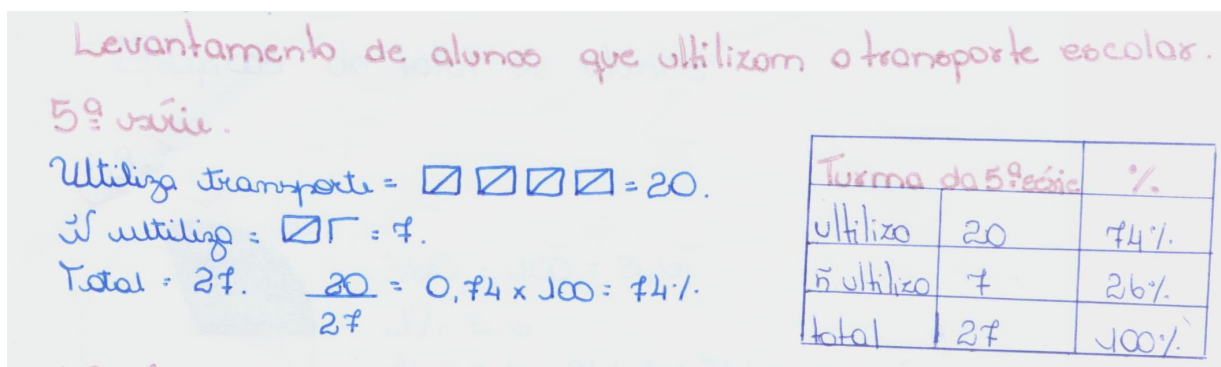 Levantamento de alunos que ultilizam o transporte escolar.
5ª série.
Ultiliza transporte = = 20.
Ñ ultiliza = = 7.
Total = 27. 20/27 = 0,74 x 100 = 74%.
Turma da 5ª série %
ultiliza 20 74%.
ñ ultiliza 7 26%.
total 27 100%.